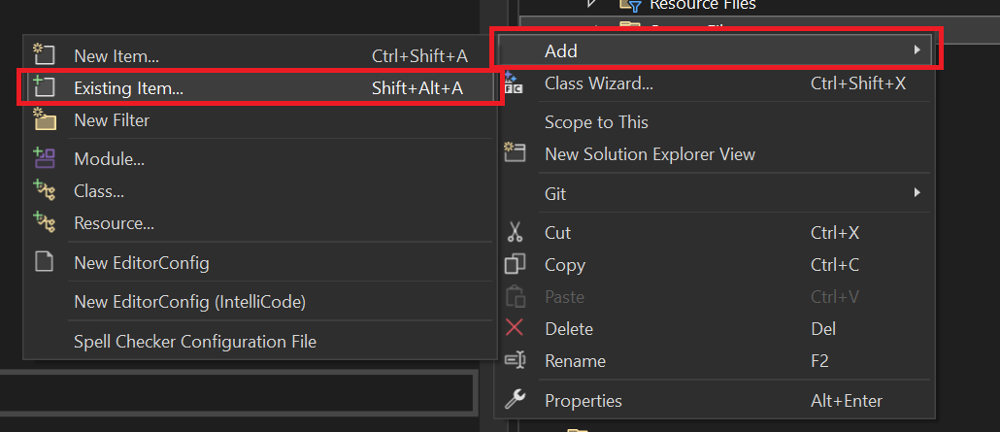 Resource Files
New Item... Ctrl+Shift+A
Existing Item... Shift+Alt+A
New Filter
Module...
Class...
Resource...
New EditorConfig
New EditorConfig (IntelliCode)
Spell Checker Configuration File
Add
Class Wizard... Ctrl+Shift+X
Scope to This
New Solution Explorer View
Git
Cut Ctrl+X
Copy Ctrl+C
Paste Ctrl+V
Delete Del
Rename F2
Properties Alt+Enter